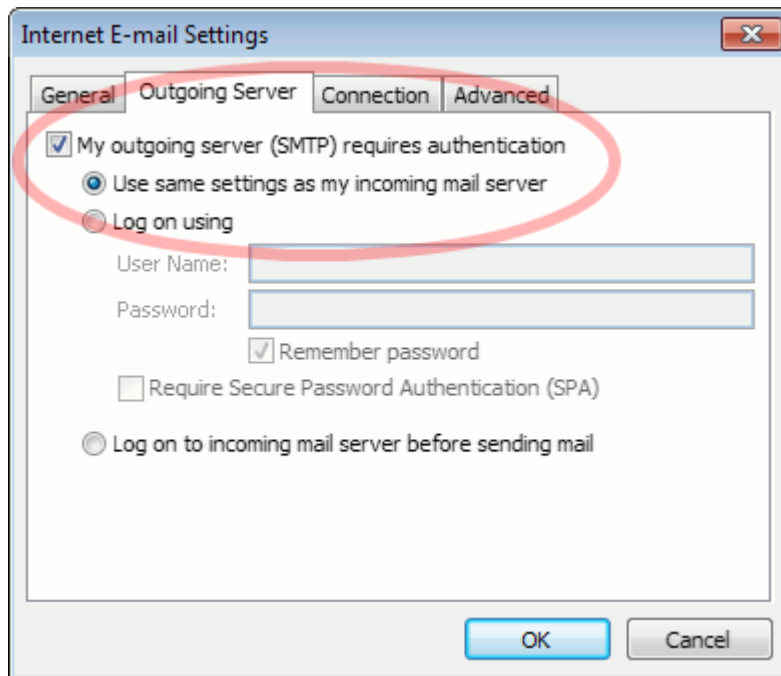 Internet E-mail Settings
General Outgoing Server Connection Advanced
My outgoing server (SMTP) requires authentication
Use same settings as my incoming mail server
Log on using
User Name:
Password:
Remember password
Require Secure Password Authentication (SPA)
Log on to incoming mail server before sending mail
OK Cancel